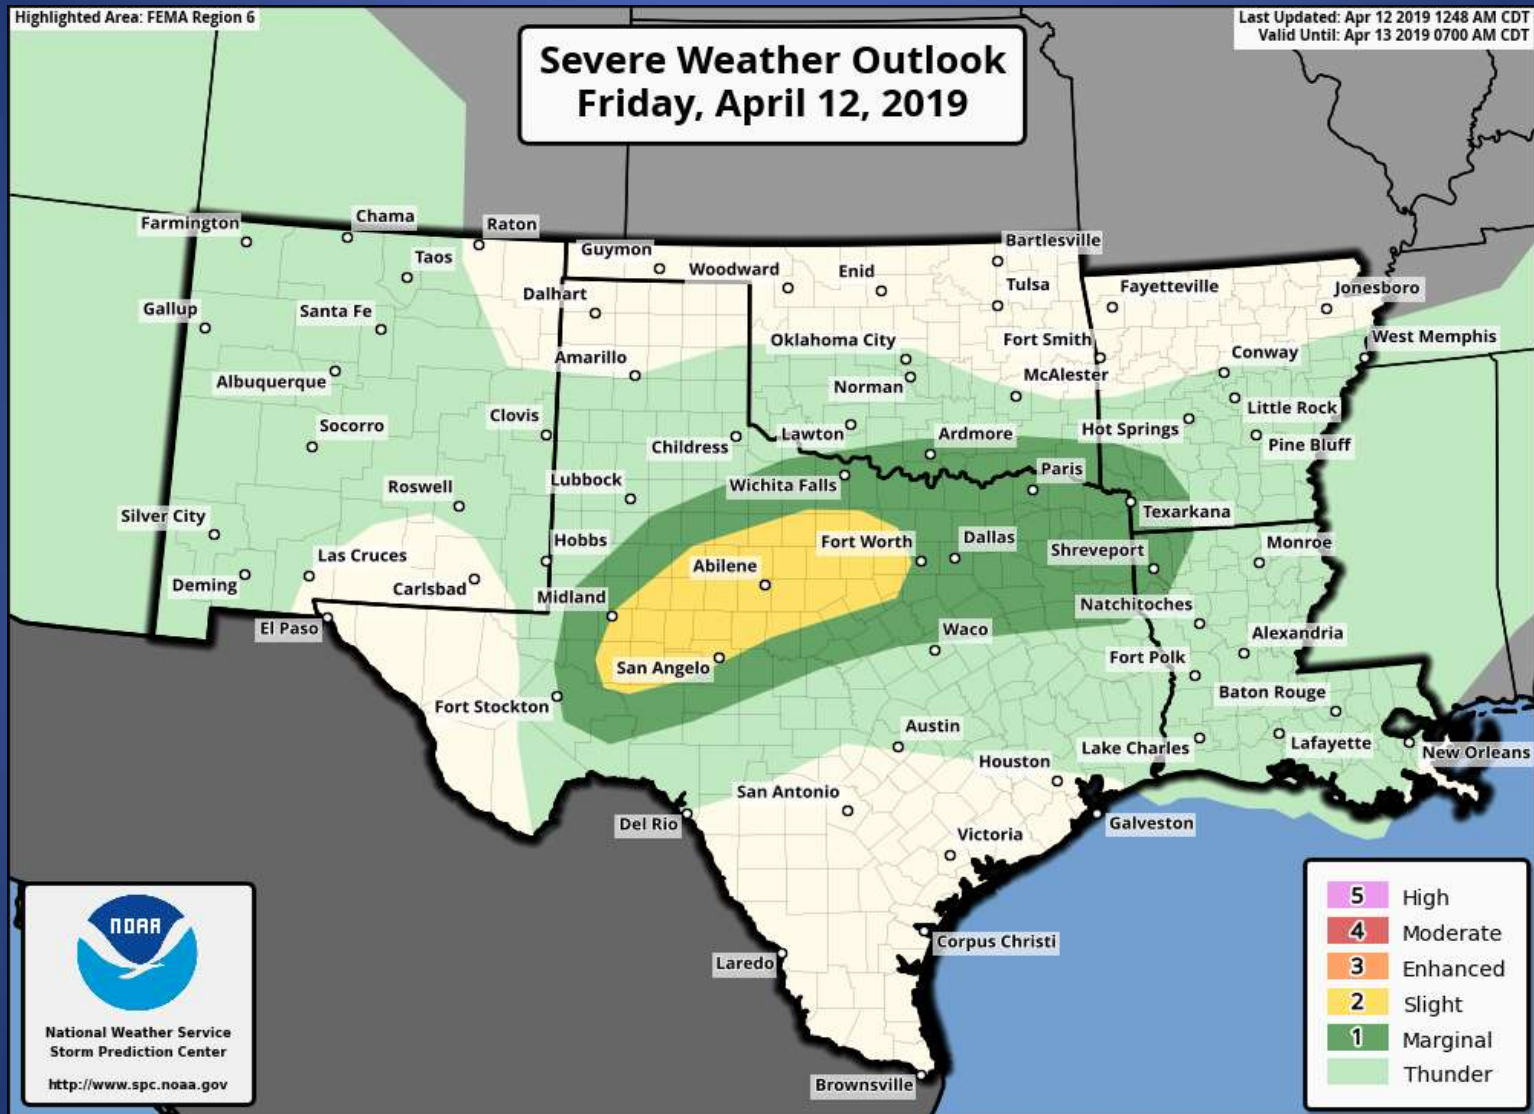 Highlighted Area: FEMA Region 6
Last Updated: Apr 12 2019 1248 AM CDT
Valid Until: Apr 13 2019 0700 AM CDT
Severe Weather Outlook
Friday, April 12, 2019
Farmington
Chama
Raton
Taos
Guymon
Woodward
Enid
Bartlesville
Tulsa
Fayetteville
Jonesboro
Gallup
Santa Fe
Dalhart
Oklahoma City
Fort Smith
West Memphis
Albuquerque
Amarillo
Norman
McAlester
Conway
Little Rock
Socorro
Clovis
Childress
Lawton
Ardmore
Hot Springs
Pine Bluff
Roswell
Lubbock
Wichita Falls
Paris
Texarkana
Silver City
Las Cruces
Hobbs
Fort Worth
Dallas
Shreveport
Monroe
Deming
Carlsbad
Midland
Abilene
Natchitoches
El Paso
San Angelo
Waco
Fort Polk
Alexandria
Fort Stockton
Baton Rouge
Austin
Houston
Lake Charles
Lafayette
New Orleans
San Antonio
Del Rio
Victoria
Galveston
Laredo
Corpus Christi
Brownsville
NOAA
National Weather Service
Storm Prediction Center
http://www.spc.noaa.gov
5 High
4 Moderate
3 Enhanced
2 Slight
1 Marginal
Thunder